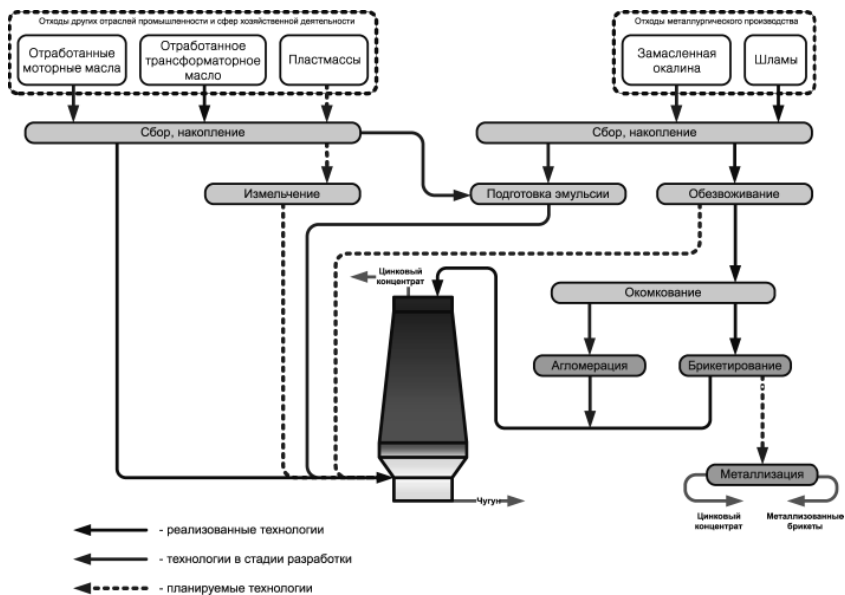 Отходы других отраслей промышленности и сфер хозяйственной деятельности
Отходы металлургического производства
Отработанные
моторные масла
Отработанное
трансформаторное
масло
Пластмассы
Замасленная
окалина
Шламы
Сбор, накопление
Сбор, накопление
Измельчение
Подготовка эмульсии
Обезвоживание
Цинковый
концентрат
Окомкование
Агломерация
Брикетирование
Металлизация
Чугун
Цинковый
концентрат
Металлизованные
брикеты
- реализованные технологии
- технологии в стадии разработки
- планируемые технологии